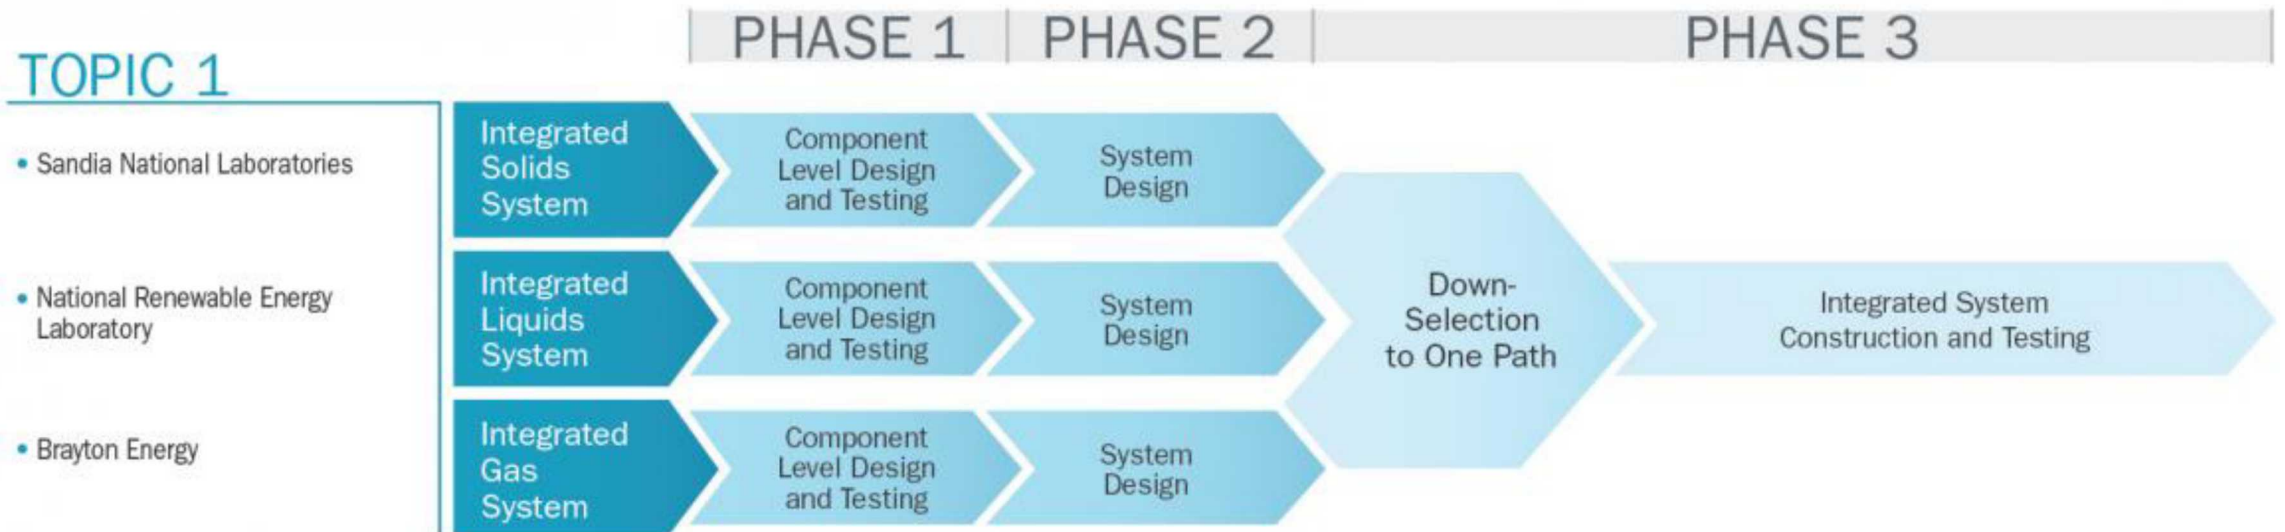 PHASE 1
PHASE 2
PHASE 3
TOPIC 1
• Sandia National Laboratories
Integrated
Solids
System
Component
Level Design
and Testing
System
Design
• National Renewable Energy
Laboratory
Integrated
Liquids
System
Component
Level Design
and Testing
System
Design
• Brayton Energy
Integrated
Gas
System
Component
Level Design
and Testing
System
Design
Down-
Selection
to One Path
Integrated System
Construction and Testing